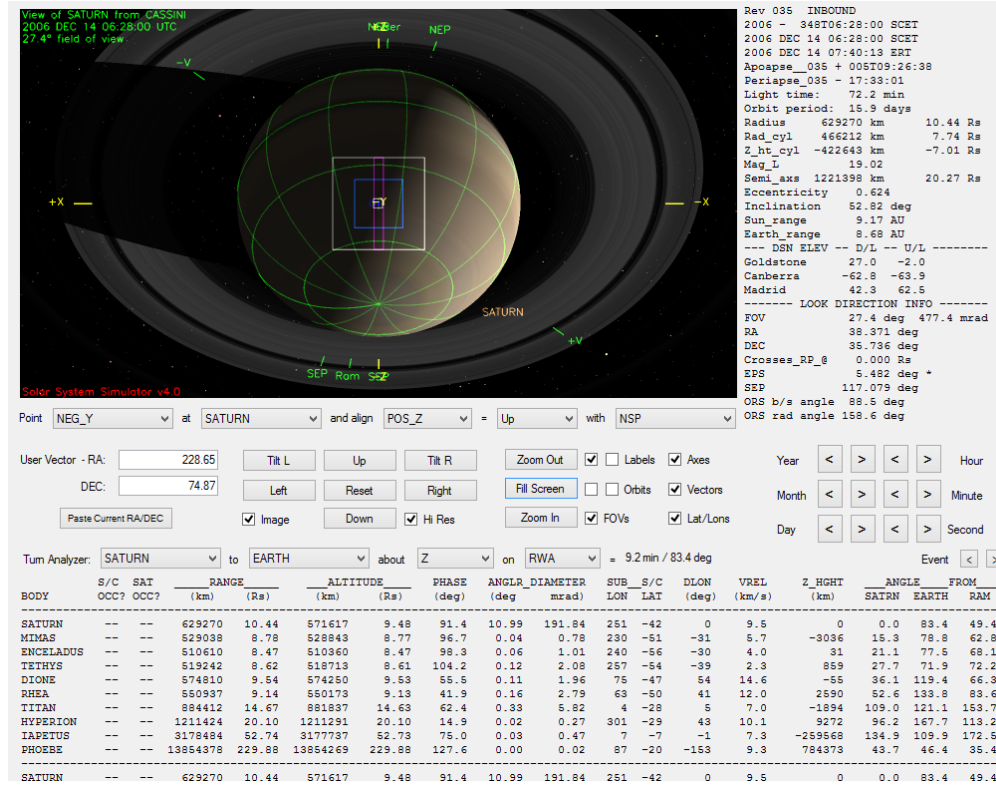 View of SATURN from CASSINI
2006 DEC 14 06:28:00 UTC
27.4° field of view
+Z
NEP
-V
+X
-Y
-X
SATURN
+V
SEP Ram
-Z
Solar System Simulator v4.0
Rev 035 INBOUND
2006 - 348T06:28:00 SCET
2006 DEC 14 06:28:00 SCET
2006 DEC 14 07:40:13 ERT
Apoapse__035 + 005T09:26:38
Periapse_035 - 17:33:01
Light time: 72.2 min
Orbit period: 15.9 days
Radius 629270 km 10.44 Rs
Rad_cyl 466212 km 7.74 Rs
Z_ht_cyl -422643 km -7.01 Rs
Mag_L 19.02
Semi_axs 1221398 km 20.27 Rs
Eccentricity 0.624
Inclination 52.82 deg
Sun_range 9.17 AU
Earth_range 8.68 AU
--- DSN ELEV -- D/L -- U/L -------
Goldstone 27.0 -2.0
Canberra -62.8 -63.9
Madrid 42.3 62.5
------- LOOK DIRECTION INFO -------
FOV 27.4 deg 477.4 mrad
RA 38.371 deg
DEC 35.736 deg
Crosses_RP_@ 0.000 Rs
EPS 5.482 deg *
SEP 117.079 deg
ORS b/s angle 88.5 deg
ORS rad angle 158.6 deg
Point NEG_Y at SATURN and align POS_Z = Up with NSP
User Vector - RA: 228.65 Tilt L Up Tilt R Zoom Out Labels Axes Year < > < > Hour
DEC: 74.87 Left Reset Right Fill Screen Orbits Vectors Month < > < > Minute
Paste Current RA/DEC Image Down Hi Res Zoom In FOVs Lat/Lons Day < > < > Second
Turn Analyzer: SATURN to EARTH about Z on RWA = 9.2 min / 83.4 deg Event < >
S/C SAT RANGE ALTITUDE PHASE ANGLR_DIAMETER SUB_S/C DLON VREL Z_HGHT ANGLE FROM
BODY OCC? OCC? (km) (Rs) (km) (Rs) (deg) (deg mrad) LON LAT (deg) (km/s) (km) SATRN EARTH RAM
SATURN -- -- 629270 10.44 571617 9.48 91.4 10.99 191.84 251 -42 0 9.5 0 0.0 83.4 49.4
MIMAS -- -- 529038 8.78 528843 8.77 96.7 0.04 0.78 230 -51 -31 5.7 -3036 15.3 78.8 62.8
ENCELADUS -- -- 510610 8.47 510360 8.47 98.3 0.06 1.01 240 -56 -30 4.0 31 21.1 77.5 68.1
TETHYS -- -- 519242 8.62 518713 8.61 104.2 0.12 2.08 257 -54 -39 2.3 859 27.7 71.9 72.2
DIONE -- -- 574810 9.54 574250 9.53 55.5 0.11 1.96 75 -47 54 14.6 -55 36.1 119.4 66.3
RHEA -- -- 550937 9.14 550173 9.13 41.9 0.16 2.79 63 -50 41 12.0 2590 52.6 133.8 83.6
TITAN -- -- 884412 14.67 881837 14.63 62.4 0.33 5.82 4 -28 5 7.0 -1894 109.0 121.1 153.7
HYPERION -- -- 1211424 20.10 1211291 20.10 14.9 0.02 0.27 301 -29 43 10.1 9272 96.2 167.7 113.2
IAPETUS -- -- 3178484 52.74 3177737 52.73 75.0 0.03 0.47 7 -7 -1 7.3 -259568 134.9 109.9 172.5
PHOEBE -- -- 13854378 229.88 13854269 229.88 127.6 0.00 0.02 87 -20 -153 9.3 784373 43.7 46.4 35.4
SATURN -- -- 629270 10.44 571617 9.48 91.4 10.99 191.84 251 -42 0 9.5 0 0.0 83.4 49.4